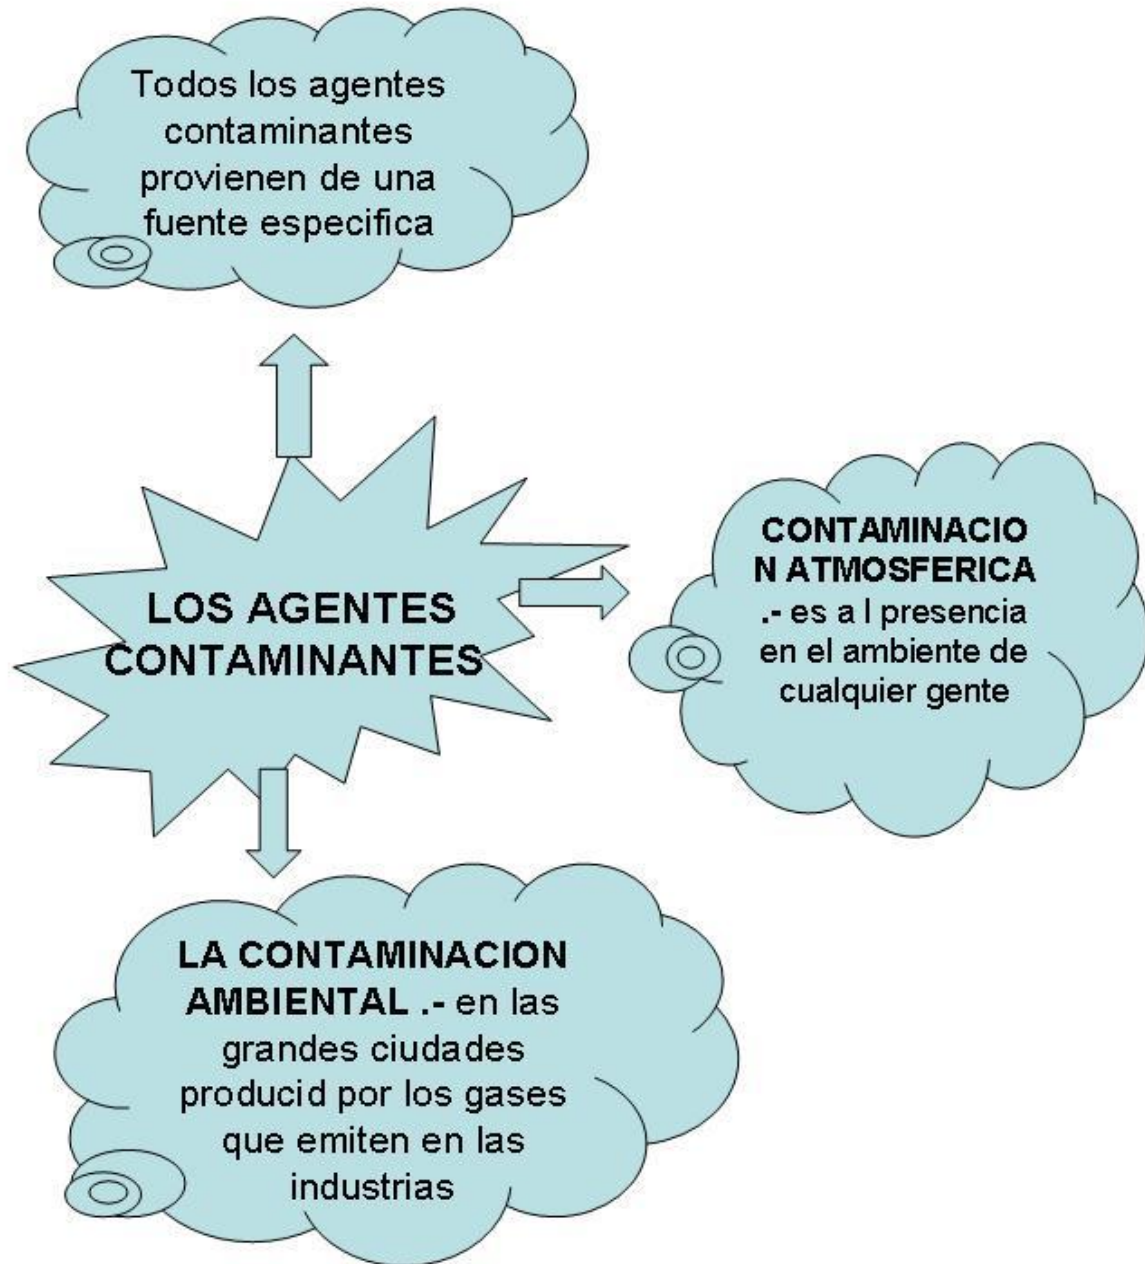 Todos los agentes
contaminantes
provienen de una
fuente especifica
LOS AGENTES
CONTAMINANTES
CONTAMINACIO
N ATMOSFERICA
.- es a l presencia
en el ambiente de
cualquier gente
LA CONTAMINACION
AMBIENTAL .- en las
grandes ciudades
producid por los gases
que emiten en las
industrias